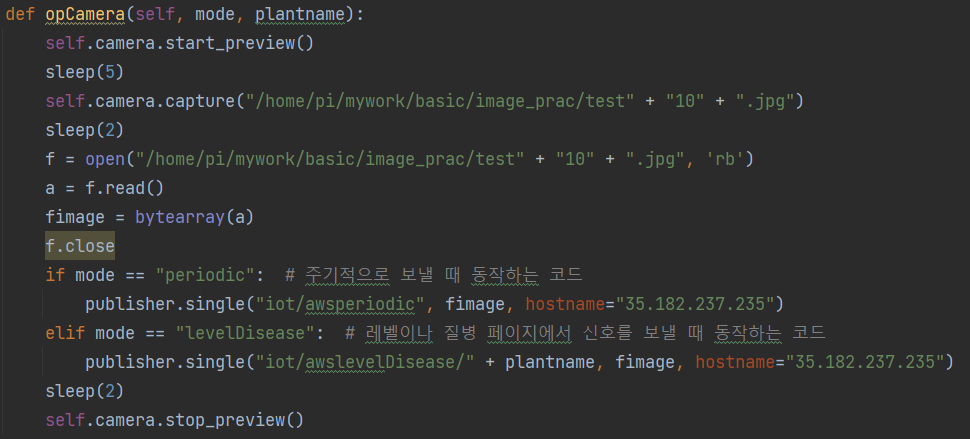 def opCamera(self, mode, plantname):
    self.camera.start_preview()
    sleep(5)
    self.camera.capture("/home/pi/mywork/basic/image_prac/test" + "10" + ".jpg")
    sleep(2)
    f = open("/home/pi/mywork/basic/image_prac/test" + "10" + ".jpg", 'rb')
    a = f.read()
    fimage = bytearray(a)
    f.close
    if mode == "periodic":  # 주기적으로 보낼 때 동작하는 코드
        publisher.single("iot/awsperiodic", fimage, hostname="35.182.237.235")
    elif mode == "levelDisease":  # 레벨이나 질병 페이지에서 신호를 보낼 때 동작하는 코드
        publisher.single("iot/awslevelDisease/" + plantname, fimage, hostname="35.182.237.235")
    sleep(2)
    self.camera.stop_preview()